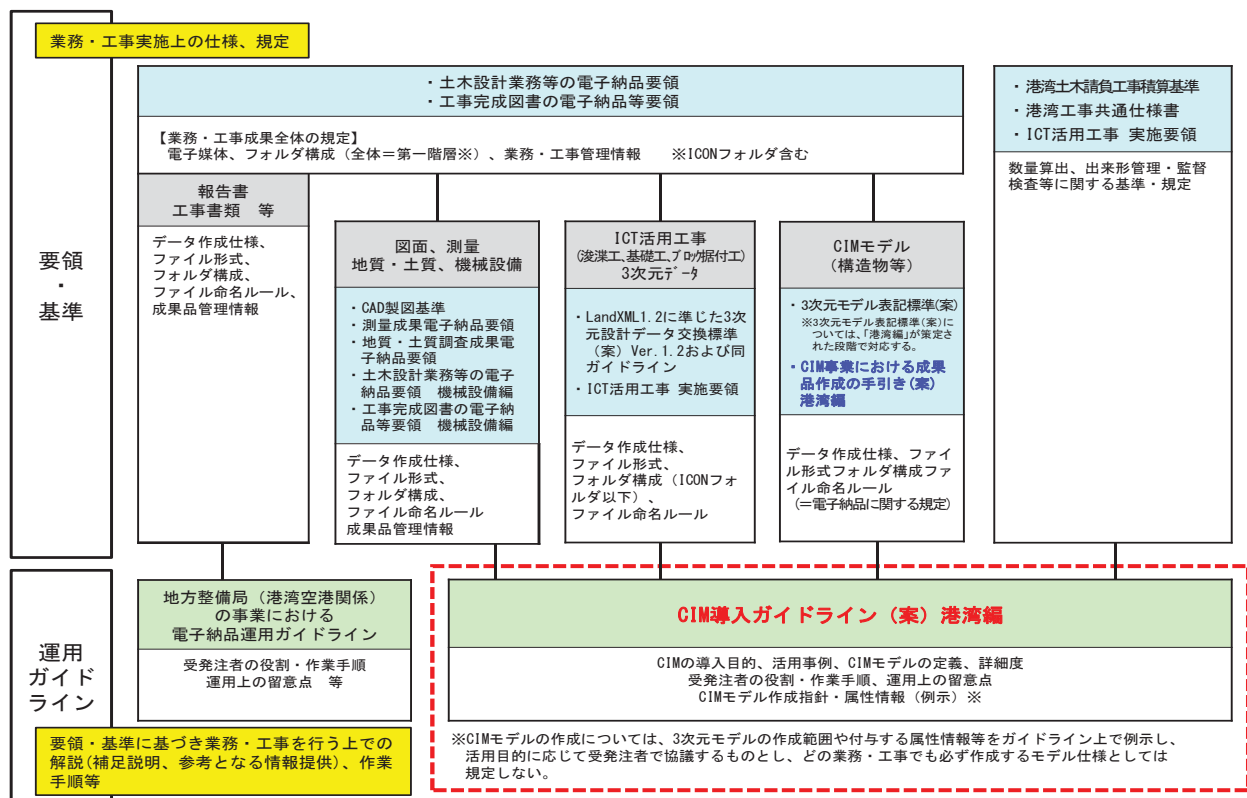 業務・工事実施上の仕様、規定
要領
・
基準
・土木設計業務等の電子納品要領
・工事完成図書の電子納品等要領
【業務・工事成果全体の規定】
電子媒体、フォルダ構成（全体＝第一階層※）、業務・工事管理情報　※ICONフォルダ含む
・港湾土木請負工事積算基準
・港湾工事共通仕様書
・ICT活用工事 実施要領
数量算出、出来形管理・監督
検査等に関する基準・規定
報告書
工事書類　等
データ作成仕様、
ファイル形式、
フォルダ構成、
ファイル命名ルール、
成果品管理情報
図面、測量
地質・土質、機械設備
・CAD製図基準
・測量成果電子納品要領
・地質・土質調査成果電
子納品要領
・土木設計業務等の電子
納品要領　機械設備編
・工事完成図書の電子納
品等要領　機械設備編
データ作成仕様、
ファイル形式、
フォルダ構成、
ファイル命名ルール
成果品管理情報
ICT活用工事
(浚渫工、基礎工、ﾌﾞﾛｯｸ据付工)
3次元ﾃﾞｰﾀ
・LandXML1.2に準じた3次
元設計データ交換標準
（案）Ver.1.2および同
ガイドライン
・ICT活用工事 実施要領
データ作成仕様、
ファイル形式、
フォルダ構成（ICONフォ
ルダ以下）、
ファイル命名ルール
CIMモデル
(構造物等)
・3次元モデル表記標準(案)
※3次元モデル表記標準(案)に
ついては、「港湾編」が策定さ
れた段階で対応する。
・CIM事業における成果
品作成の手引き(案)
港湾編
データ作成仕様、ファイ
ル形式フォルダ構成ファ
イル命名ルール
(＝電子納品に関する規定)
運用
ガイド
ライン
地方整備局（港湾空港関係）
の事業における
電子納品運用ガイドライン
受発注者の役割・作業手順
運用上の留意点　等
CIM導入ガイドライン（案）港湾編
CIMの導入目的、活用事例、CIMモデルの定義、詳細度
受発注者の役割・作業手順、運用上の留意点
CIMモデル作成指針・属性情報（例示）※
要領・基準に基づき業務・工事を行う上での
解説(補足説明、参考となる情報提供)、作業
手順等
※CIMモデルの作成については、3次元モデルの作成範囲や付与する属性情報等をガイドライン上で例示し、
活用目的に応じて受発注者で協議するものとし、どの業務・工事でも必ず作成するモデル仕様としては
規定しない。